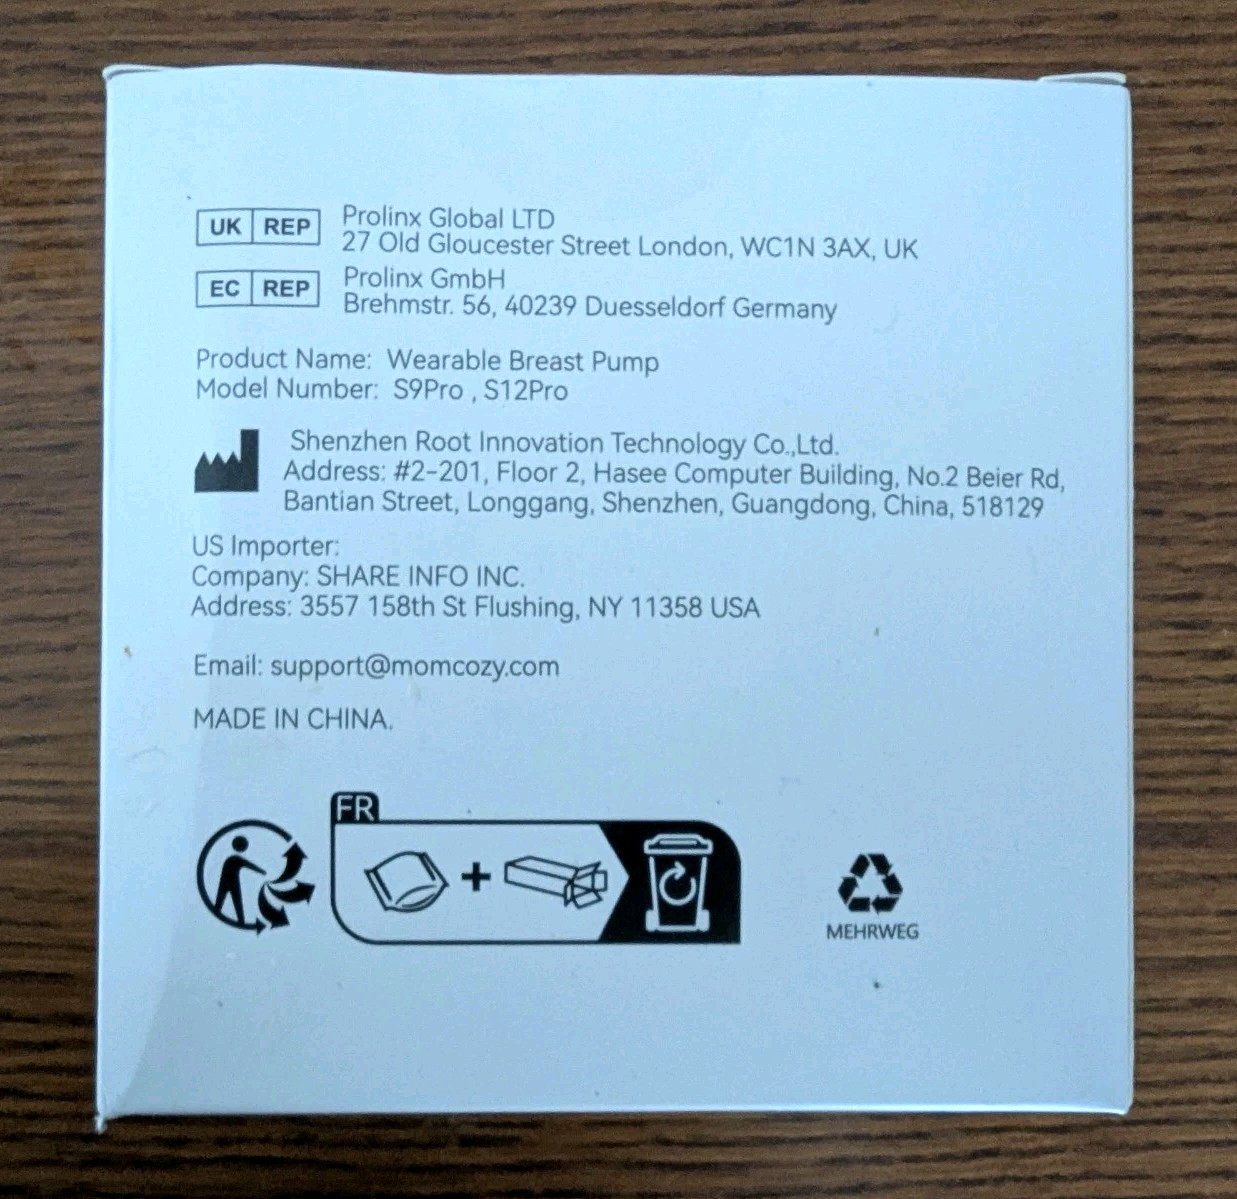 UK REP Prolinx Global LTD
27 Old Gloucester Street London, WC1N 3AX, UK
EC REP Prolinx GmbH
Brehmstr. 56, 40239 Duesseldorf Germany
Product Name: Wearable Breast Pump
Model Number: S9Pro , S12Pro
Shenzhen Root Innovation Technology Co.,Ltd.
Address: #2-201, Floor 2, Hasee Computer Building, No.2 Beier Rd,
Bantian Street, Longgang, Shenzhen, Guangdong, China, 518129
US Importer:
Company: SHARE INFO INC.
Address: 3557 158th St Flushing, NY 11358 USA
Email: support@momcozy.com
MADE IN CHINA.
FR
+
MEHRWEG